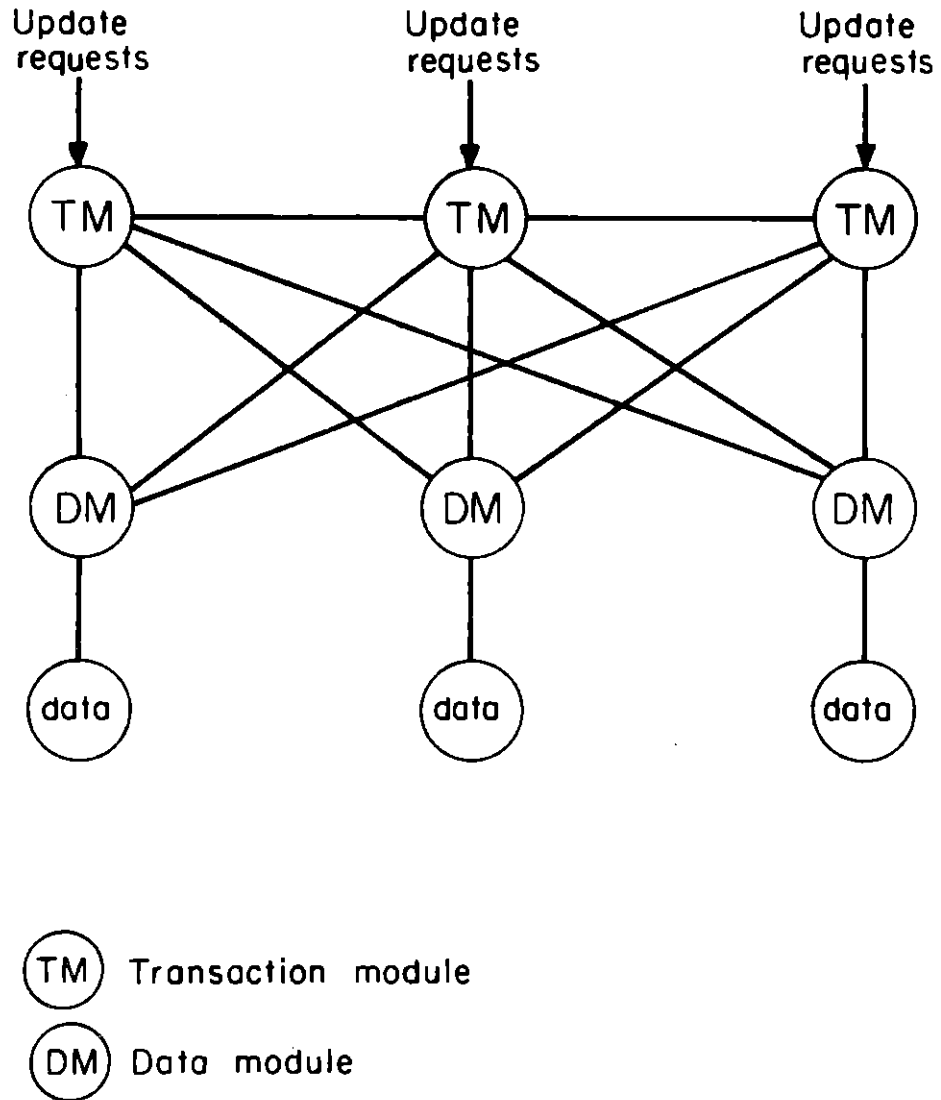 Update
requests
Update
requests
Update
requests
TM
TM
TM
DM
DM
DM
data
data
data
TM Transaction module
DM Data module